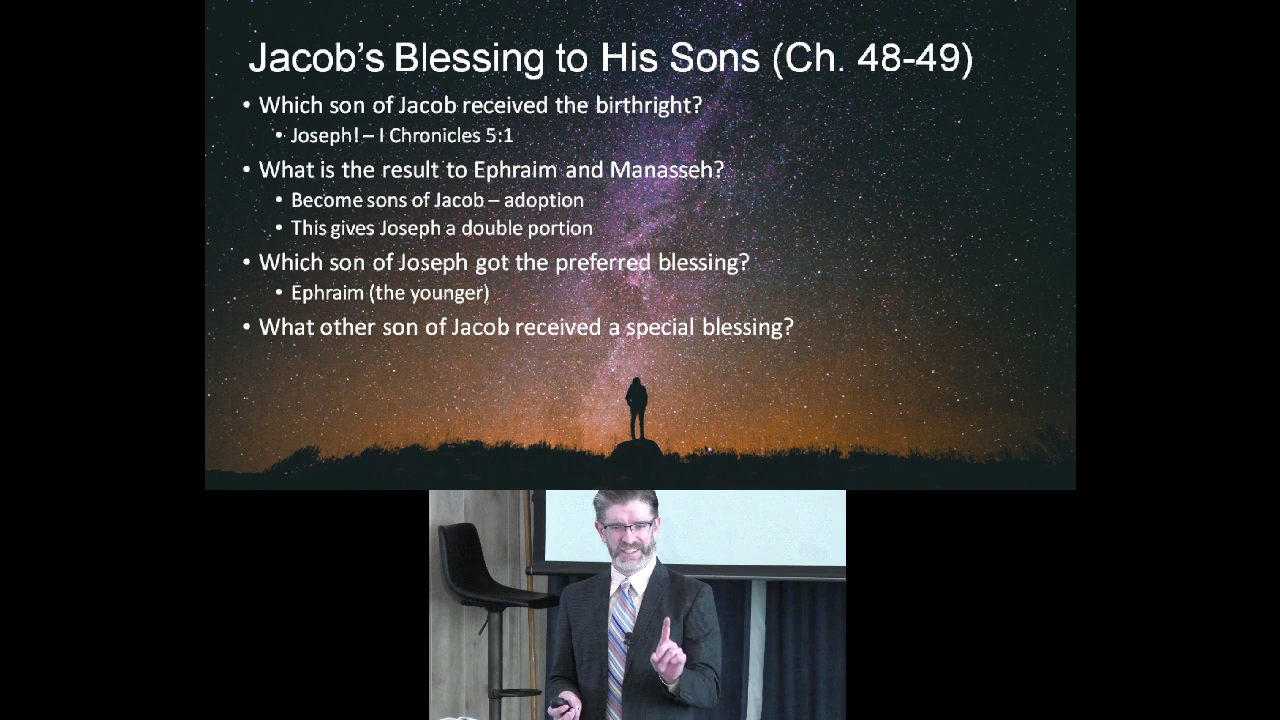 Jacob's Blessing to His Sons (Ch. 48-49)
• Which son of Jacob received the birthright?
• Joseph! – I Chronicles 5:1
• What is the result to Ephraim and Manasseh?
• Become sons of Jacob – adoption
• This gives Joseph a double portion
• Which son of Joseph got the preferred blessing?
• Ephraim (the younger)
• What other son of Jacob received a special blessing?